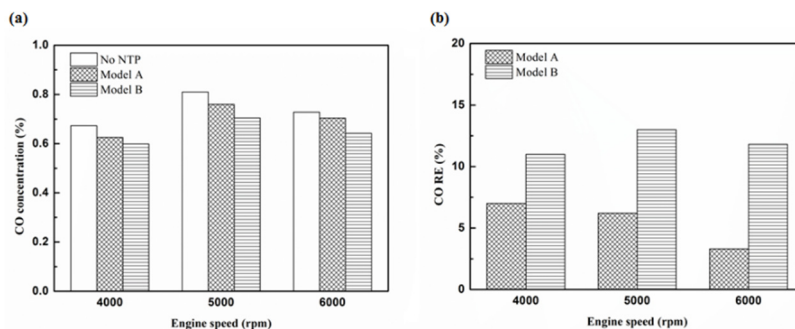 (a)
1.0
0.8
0.6
0.4
0.2
0.0
CO concentration (%)
No NTP
Model A
Model B
4000 5000 6000
Engine speed (rpm)
(b)
20
15
10
5
0
CO RE (%)
Model A
Model B
4000 5000 6000
Engine speed (rpm)